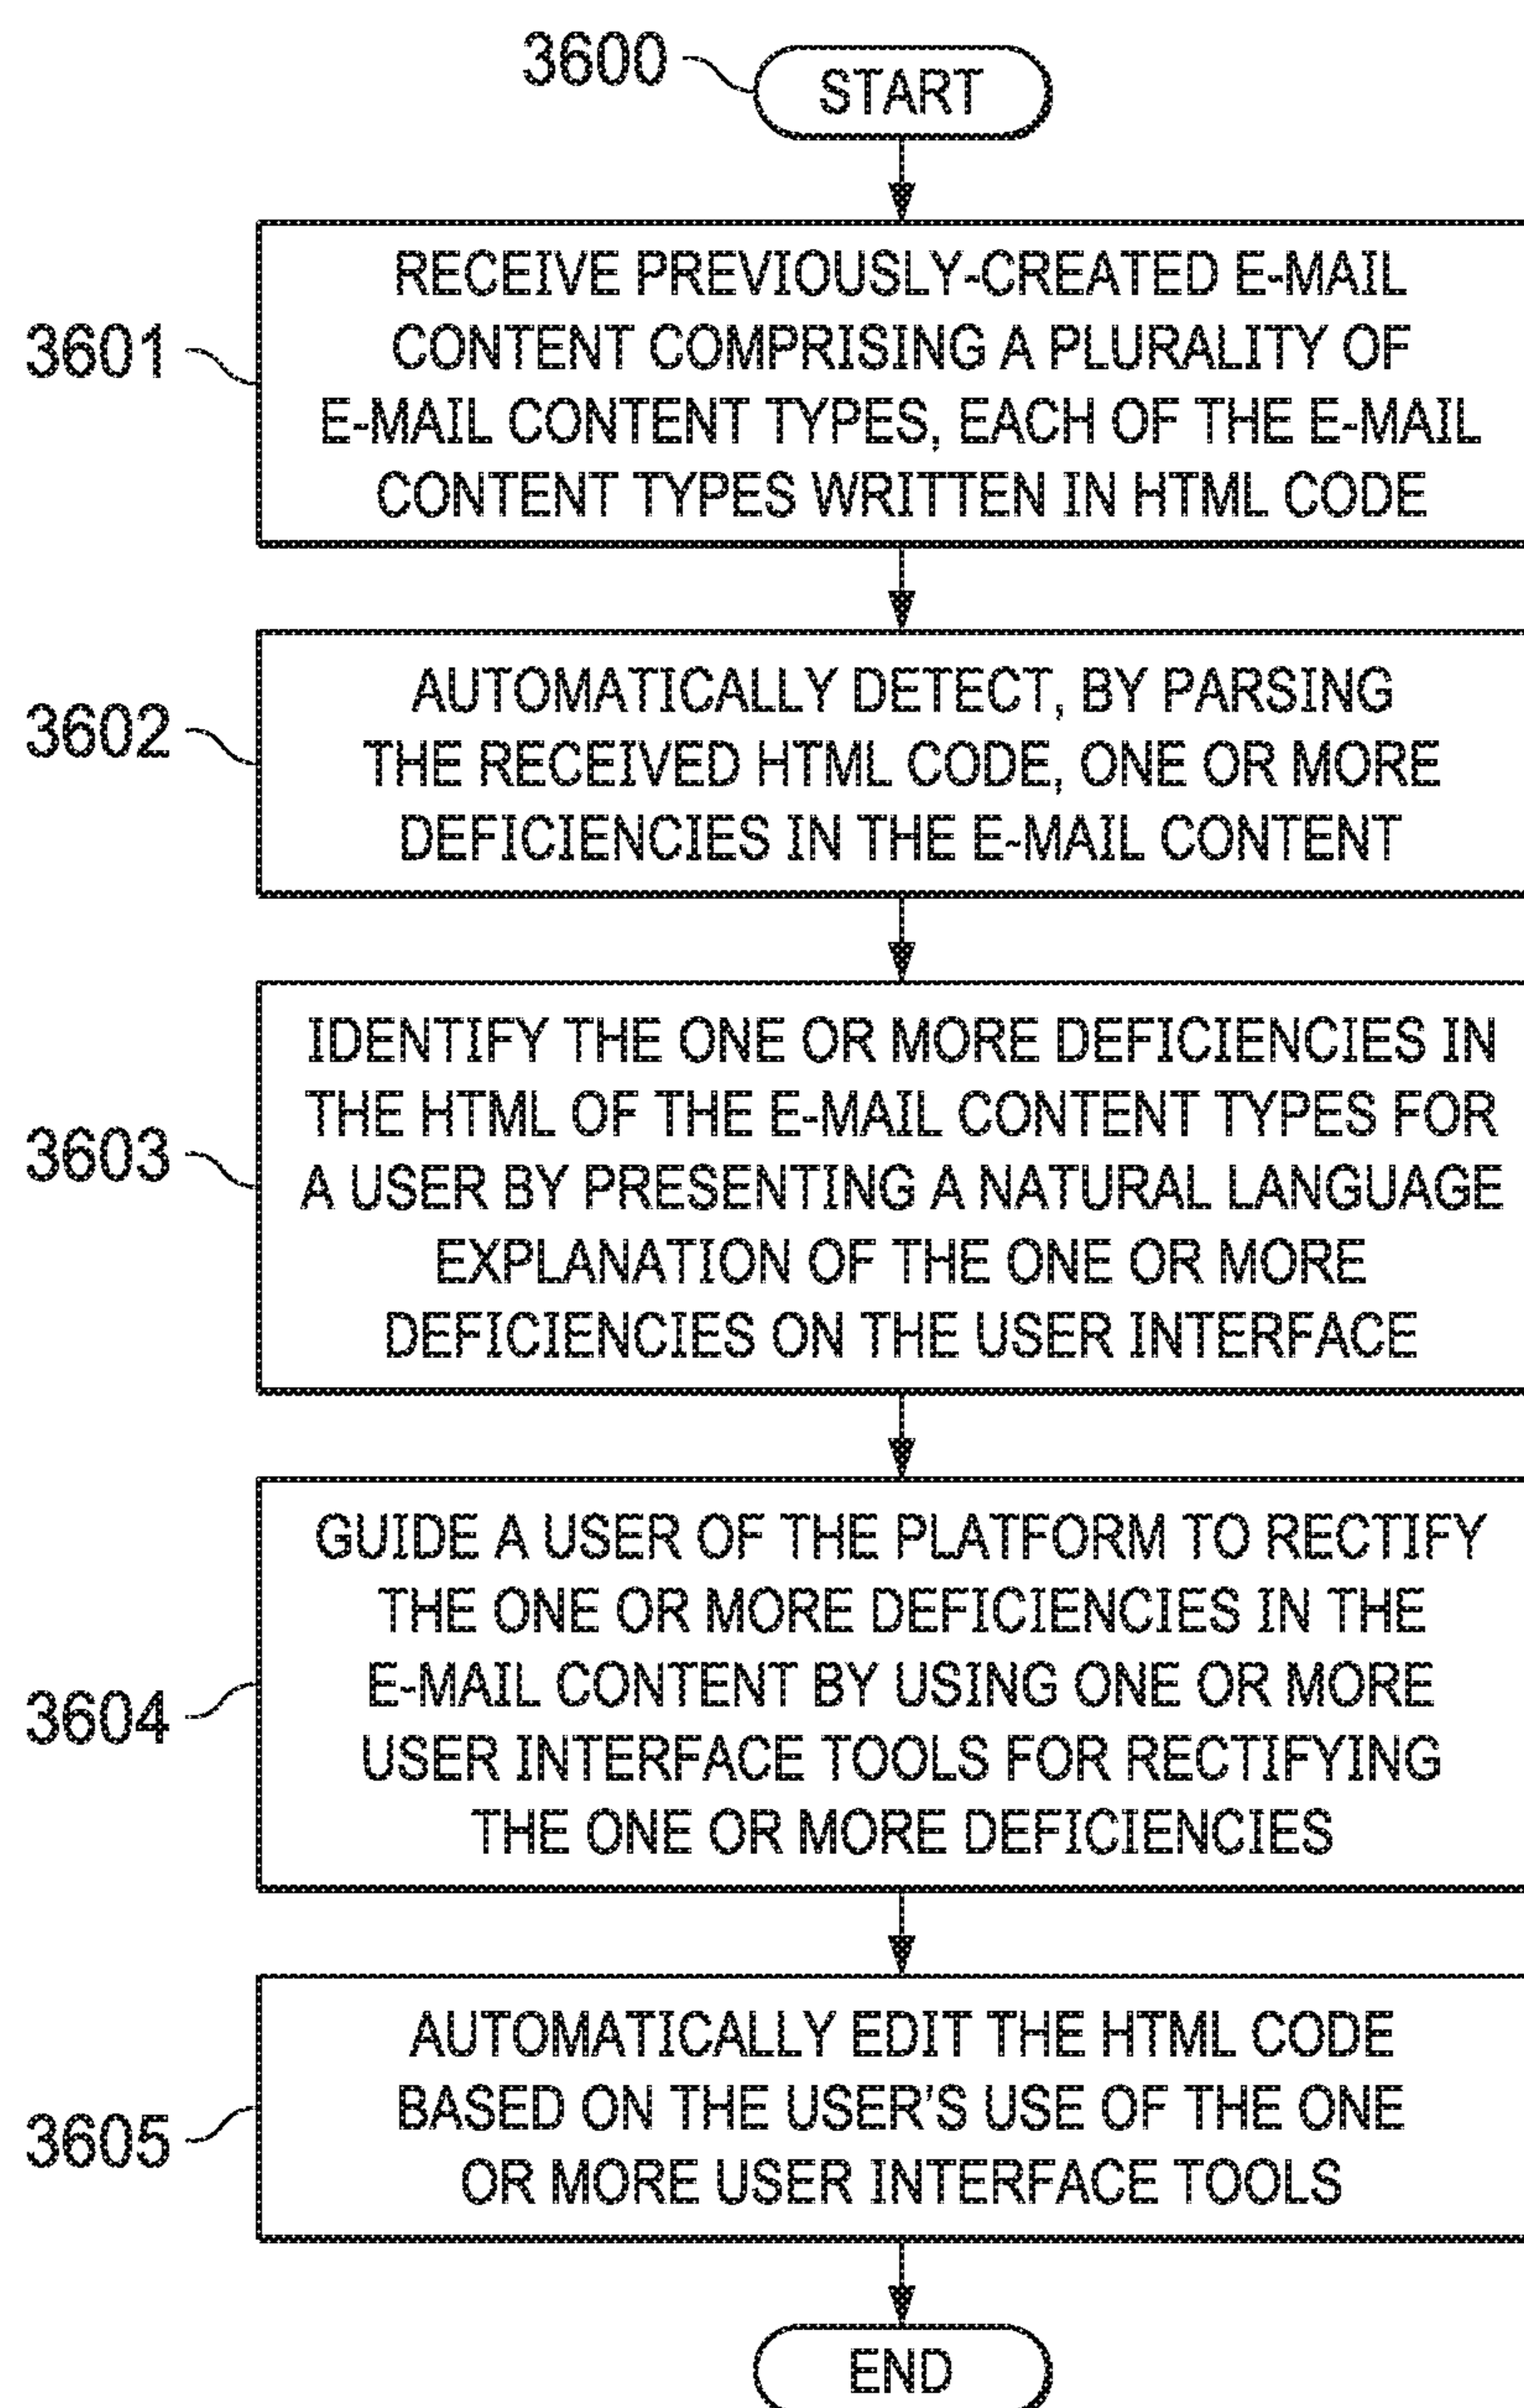 3600
START
3601
RECEIVE PREVIOUSLY-CREATED E-MAIL
CONTENT COMPRISING A PLURALITY OF
E-MAIL CONTENT TYPES, EACH OF THE E-MAIL
CONTENT TYPES WRITTEN IN HTML CODE
3602
AUTOMATICALLY DETECT, BY PARSING
THE RECEIVED HTML CODE, ONE OR MORE
DEFICIENCIES IN THE E-MAIL CONTENT
3603
IDENTIFY THE ONE OR MORE DEFICIENCIES IN
THE HTML OF THE E-MAIL CONTENT TYPES FOR
A USER BY PRESENTING A NATURAL LANGUAGE
EXPLANATION OF THE ONE OR MORE
DEFICIENCIES ON THE USER INTERFACE
3604
GUIDE A USER OF THE PLATFORM TO RECTIFY
THE ONE OR MORE DEFICIENCIES IN THE
E-MAIL CONTENT BY USING ONE OR MORE
USER INTERFACE TOOLS FOR RECTIFYING
THE ONE OR MORE DEFICIENCIES
3605
AUTOMATICALLY EDIT THE HTML CODE
BASED ON THE USER'S USE OF THE ONE
OR MORE USER INTERFACE TOOLS
END